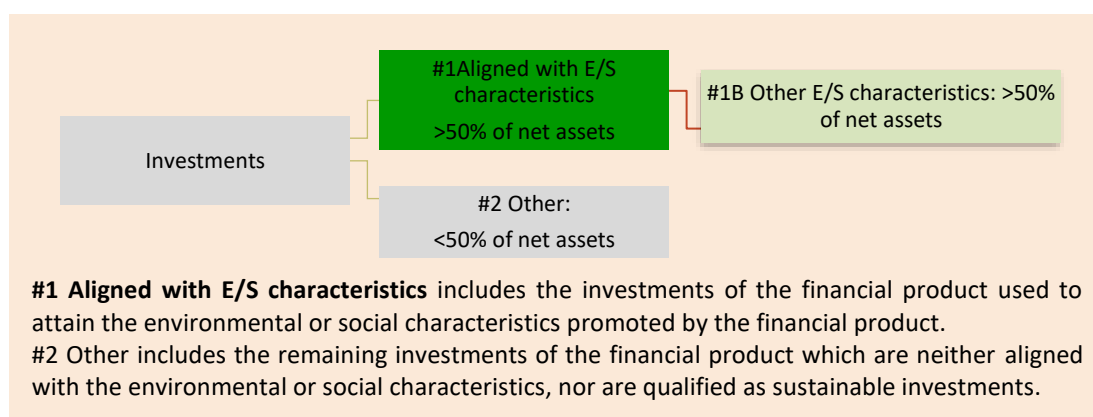 #1Aligned with E/S
characteristics
>50% of net assets
#1B Other E/S characteristics: >50%
of net assets
Investments
#2 Other:
<50% of net assets
#1 Aligned with E/S characteristics includes the investments of the financial product used to
attain the environmental or social characteristics promoted by the financial product.
#2 Other includes the remaining investments of the financial product which are neither aligned
with the environmental or social characteristics, nor are qualified as sustainable investments.